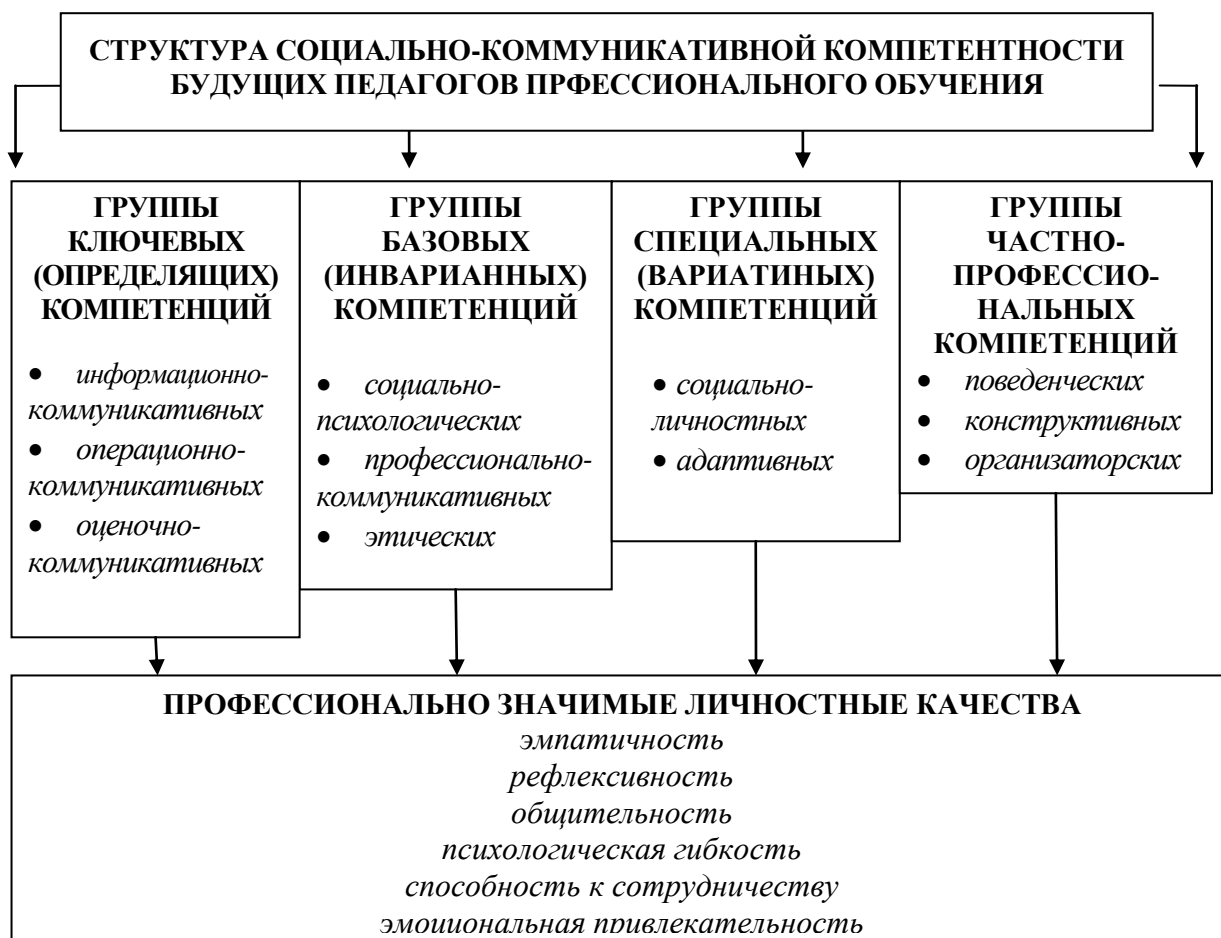 СТРУКТУРА СОЦИАЛЬНО-КОММУНИКАТИВНОЙ КОМПЕТЕНТНОСТИ
БУДУЩИХ ПЕДАГОГОВ ПРФЕССИОНАЛЬНОГО ОБУЧЕНИЯ
ГРУППЫ
КЛЮЧЕВЫХ
(ОПРЕДЕЛЯЩИХ)
КОМПЕТЕНЦИЙ
• информационно-
коммуникативных
• операционно-
коммуникативных
• оценочно-
коммуникативных
ГРУППЫ
БАЗОВЫХ
(ИНВАРИАННЫХ)
КОМПЕТЕНЦИЙ
• социально-
психологических
• профессионально-
коммуникативных
• этических
ГРУППЫ
СПЕЦИАЛЬНЫХ
(ВАРИАТИНЫХ)
КОМПЕТЕНЦИЙ
• социально-
личностных
• адаптивных
ГРУППЫ
ЧАСТНО-
ПРОФЕССИО-
НАЛЬНЫХ
КОМПЕТЕНЦИЙ
• поведенческих
• конструктивных
• организаторских
ПРОФЕССИОНАЛЬНО ЗНАЧИМЫЕ ЛИЧНОСТНЫЕ КАЧЕСТВА
эмпатичность
рефлексивность
общительность
психологическая гибкость
способность к сотрудничеству
эмоциональная привлекательность